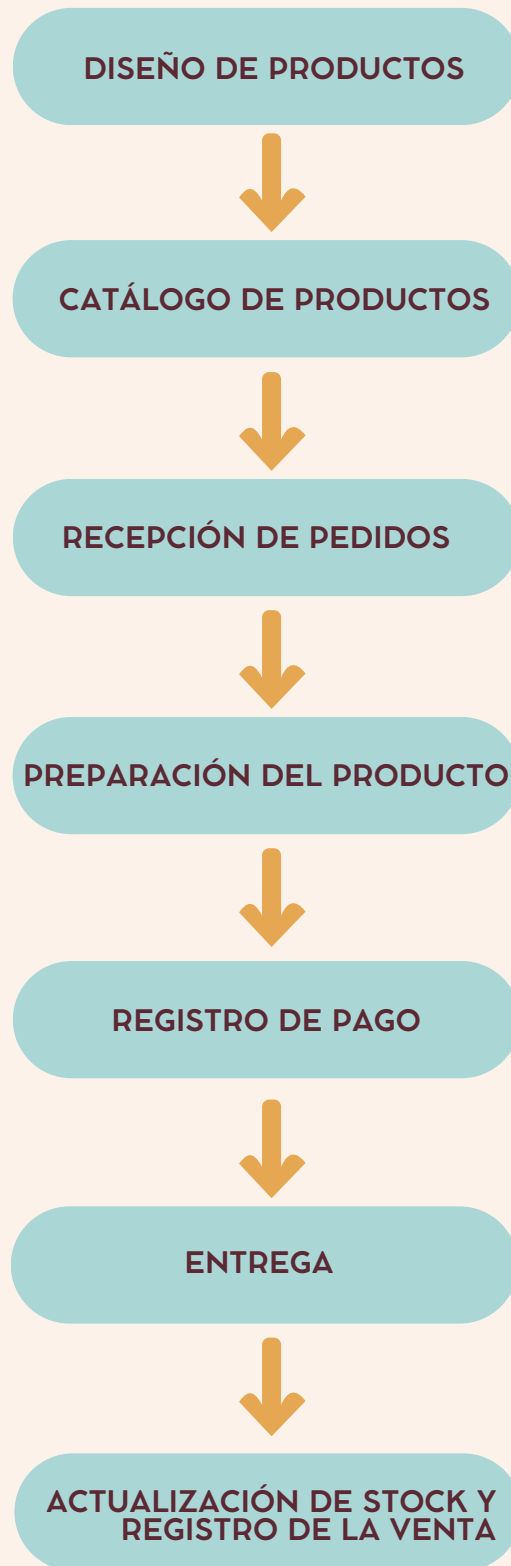 DISEÑO DE PRODUCTOS
CATÁLOGO DE PRODUCTOS
RECEPCIÓN DE PEDIDOS
PREPARACIÓN DEL PRODUCTO
REGISTRO DE PAGO
ENTREGA
ACTUALIZACIÓN DE STOCK Y
REGISTRO DE LA VENTA